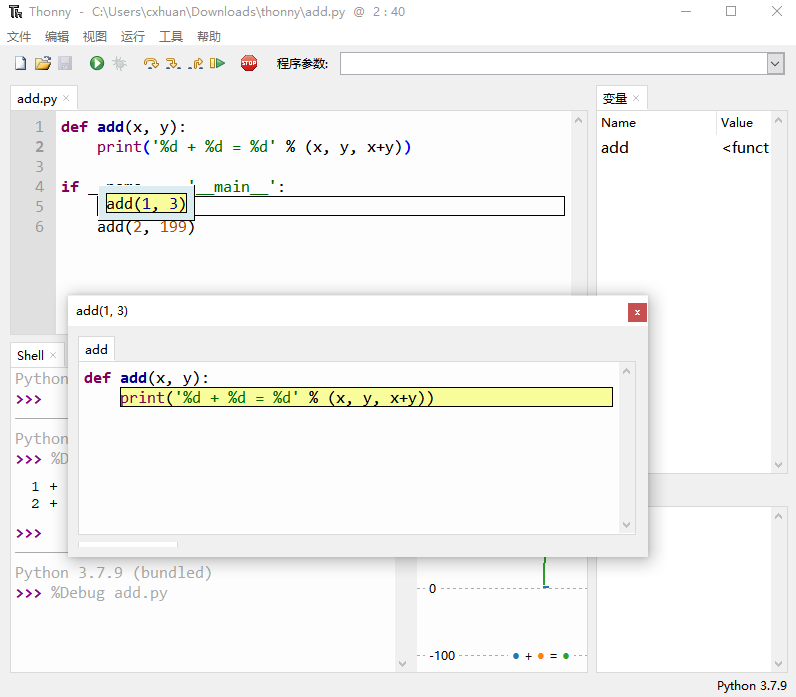 Thonny - C:\Users\cxhuan\Downloads\thonny\add.py @ 2 : 40
文件 编辑 视图 运行 工具 帮助
STOP 程序参数:
add.py
1 def add(x, y):
2 print('%d + %d = %d' % (x, y, x+y))
3
4 if '__main__':
5 add(1, 3)
6 add(2, 199)
变量
Name Value
add <funct
add(1, 3)
x
add
def add(x, y):
print('%d + %d = %d' % (x, y, x+y))
Shell
Python
>>>
Python
>>> %D
1 +
2 +
>>>
Python 3.7.9 (bundled)
>>> %Debug add.py
0
-100
+ =
Python 3.7.9